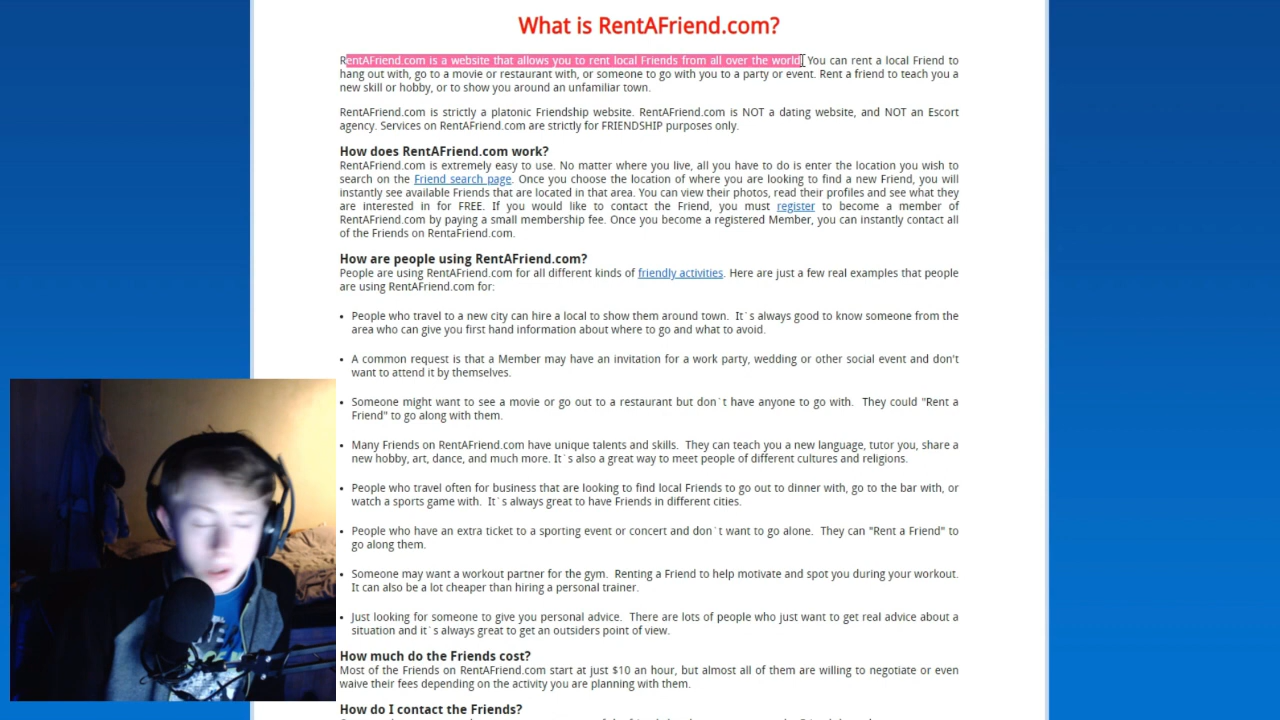 What is RentAFriend.com?
RentAFriend.com is a website that allows you to rent local Friends from all over the world. You can rent a local Friend to
hang out with, go to a movie or restaurant with, or someone to go with you to a party or event. Rent a friend to teach you a
new skill or hobby, or to show you around an unfamiliar town.
RentAFriend.com is strictly a platonic Friendship website. RentAFriend.com is NOT a dating website, and NOT an Escort
agency. Services on RentAFriend.com are strictly for FRIENDSHIP purposes only.
How does RentAFriend.com work?
RentAFriend.com is extremely easy to use. No matter where you live, all you have to do is enter the location you wish to
search on the Friend search page. Once you choose the location of where you are looking to find a new Friend, you will
instantly see available Friends that are located in that area. You can view their photos, read their profiles and see what they
are interested in for FREE. If you would like to contact the Friend, you must register to become a member of
RentAFriend.com by paying a small membership fee. Once you become a registered Member, you can instantly contact all
of the Friends on RentaFriend.com.
How are people using RentAFriend.com?
People are using RentAFriend.com for all different kinds of friendly activities. Here are just a few real examples that people
are using RentAFriend.com for:
• People who travel to a new city can hire a local to show them around town. It`s always good to know someone from the
area who can give you first hand information about where to go and what to avoid.
• A common request is that a Member may have an invitation for a work party, wedding or other social event and don't
want to attend it by themselves.
• Someone might want to see a movie or go out to a restaurant but don`t have anyone to go with. They could "Rent a
Friend" to go along with them.
• Many Friends on RentAFriend.com have unique talents and skills. They can teach you a new language, tutor you, share a
new hobby, art, dance, and much more. It`s also a great way to meet people of different cultures and religions.
• People who travel often for business that are looking to find local Friends to go out to dinner with, go to the bar with, or
watch a sports game with. It`s always great to have Friends in different cities.
• People who have an extra ticket to a sporting event or concert and don`t want to go alone. They can "Rent a Friend" to
go along them.
• Someone may want a workout partner for the gym. Renting a Friend to help motivate and spot you during your workout.
It can also be a lot cheaper than hiring a personal trainer.
• Just looking for someone to give you personal advice. There are lots of people who just want to get real advice about a
situation and it`s always great to get an outsiders point of view.
How much do the Friends cost?
Most of the Friends on RentAFriend.com start at just $10 an hour, but almost all of them are willing to negotiate or even
waive their fees depending on the activity you are planning with them.
How do I contact the Friends?